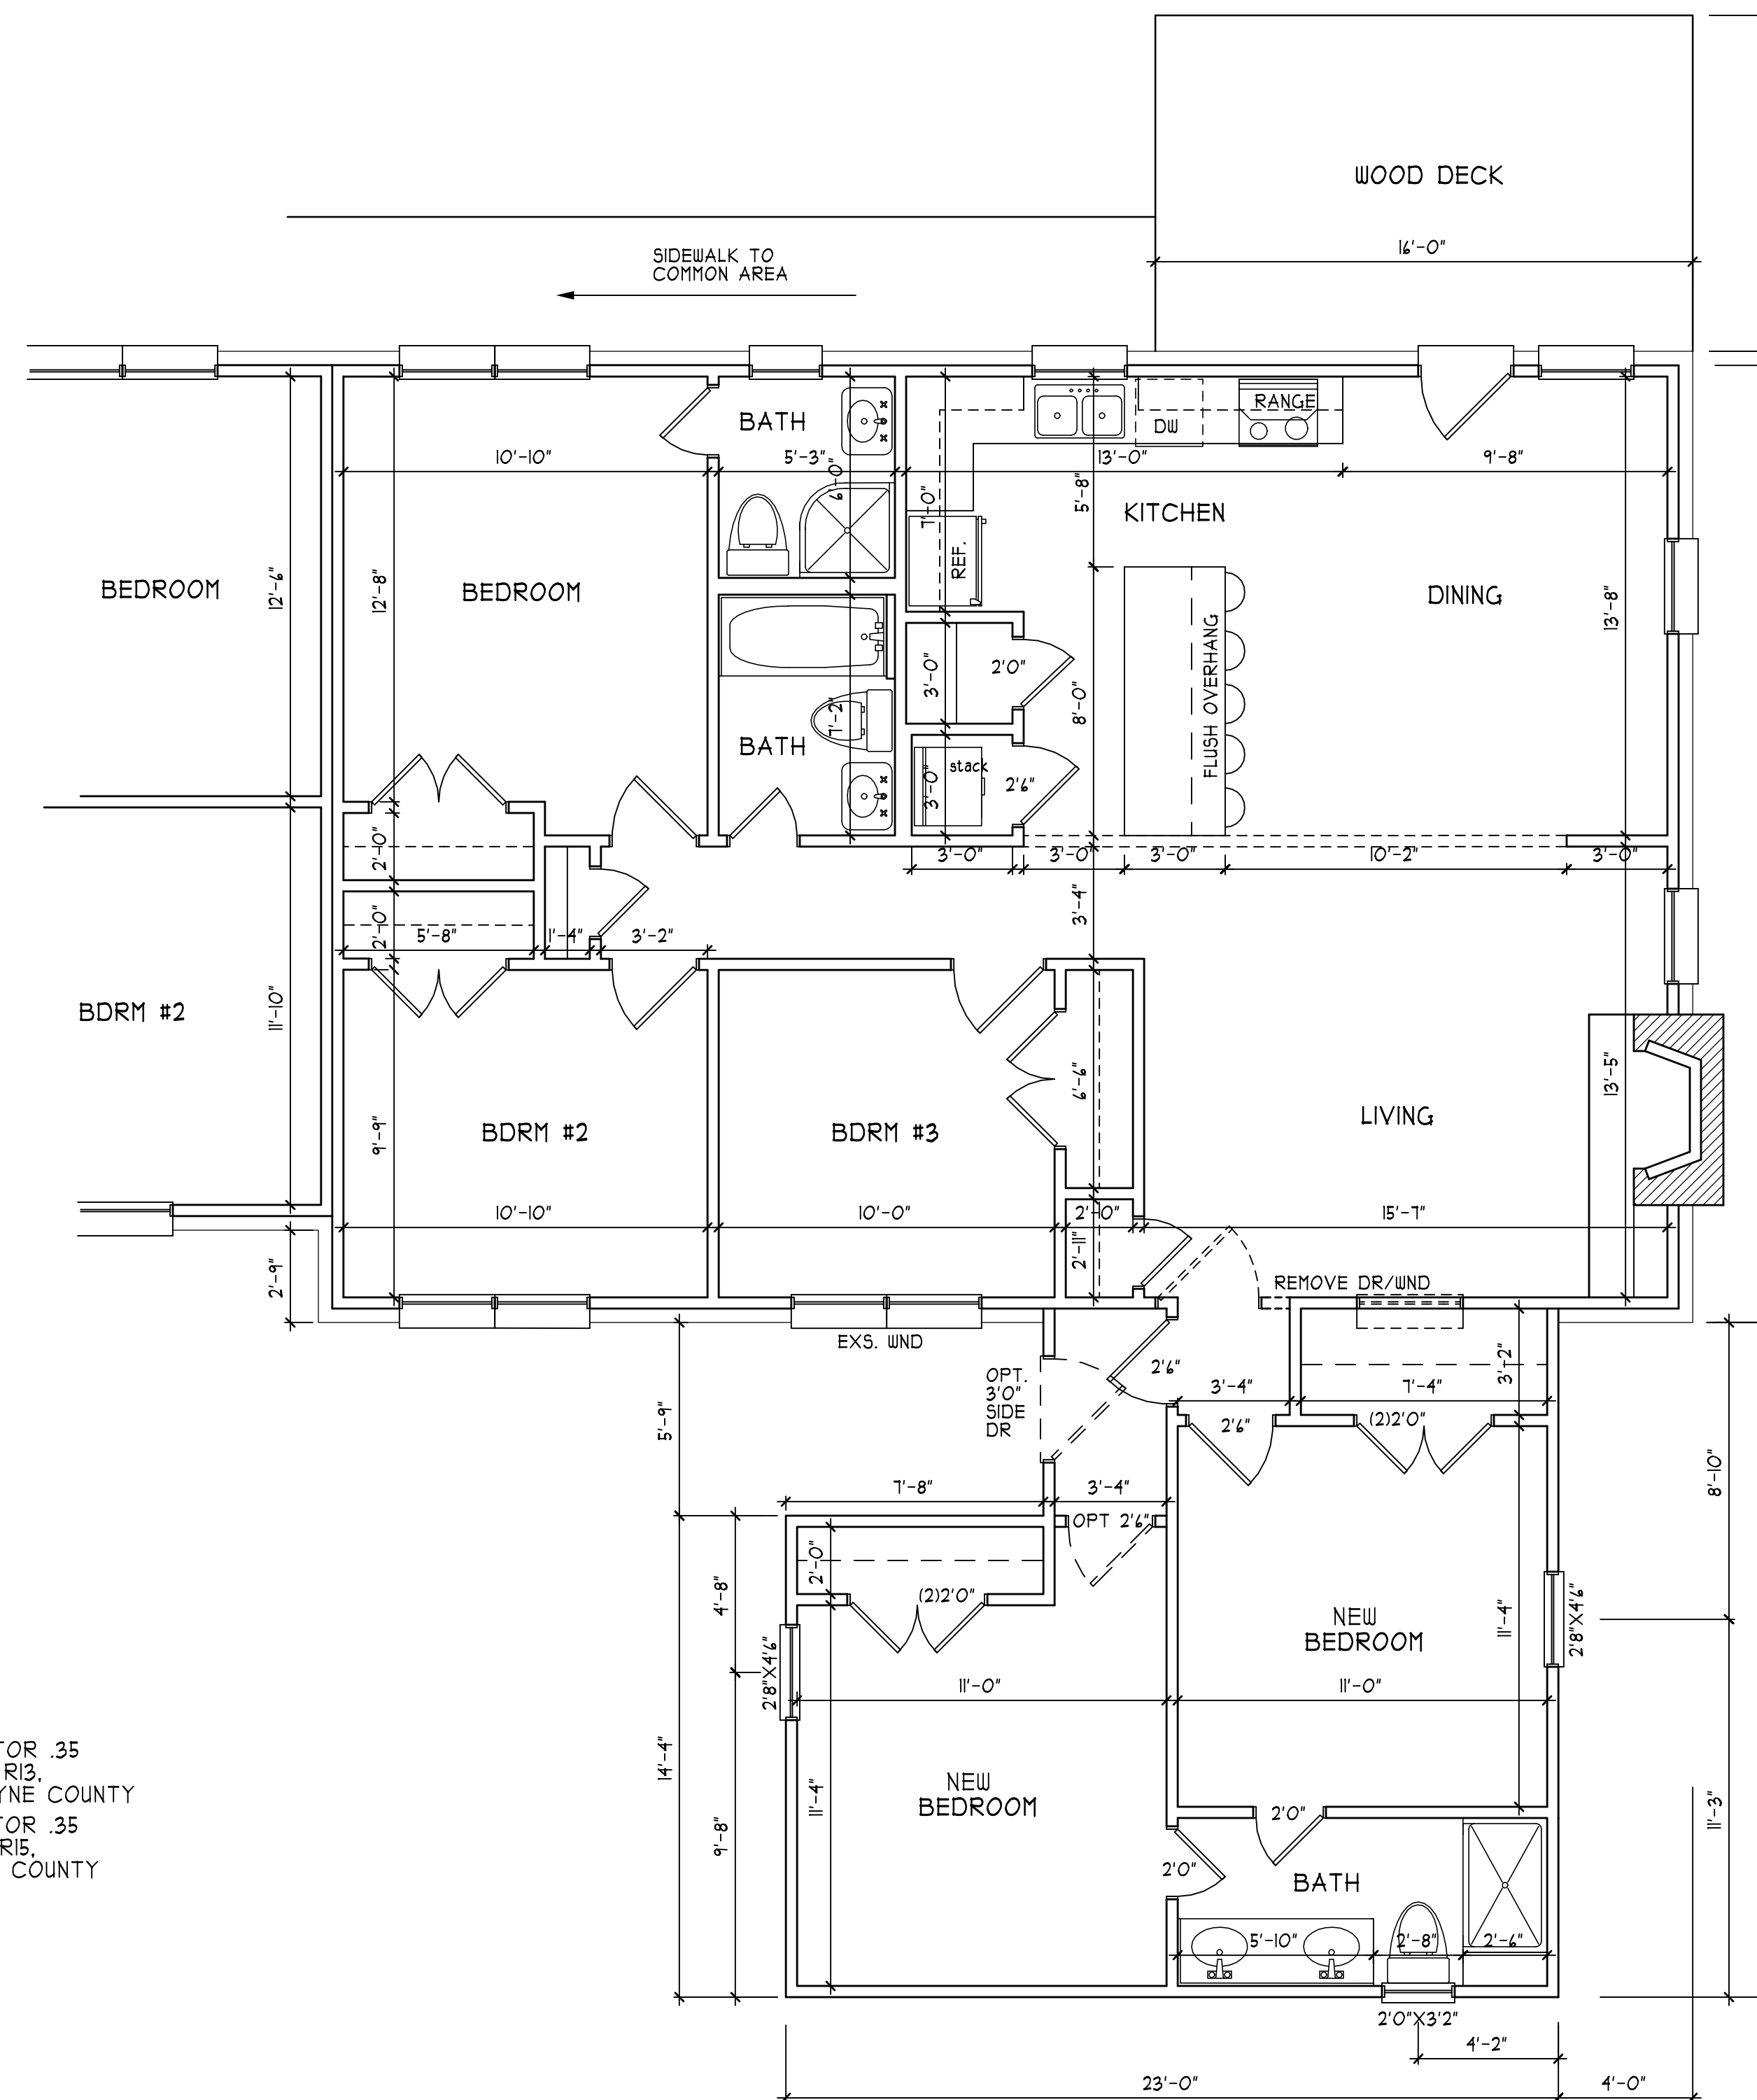 WOOD DECK
16'-0"
SIDEWALK TO
COMMON AREA
BATH
RANGE
DW
10'-10"
5'-3"
13'-0"
9'-8"
6'-0"
7'-0"
5'-8"
KITCHEN
REF.
BEDROOM
12'-6"
12'-8"
BEDROOM
DINING
13'-8"
FLUSH OVERHANG
3'-0"
2'0"
8'-0"
7'-2"
BATH
stack
3'-0"
2'6"
2'-0"
3'-0"
3'-0"
3'-0"
10'-2"
3'-0"
3'-4"
2'-0"
5'-8"
1'-4"
3'-2"
BDRM #2
11'-10"
9'-9"
BDRM #2
BDRM #3
6'-6"
LIVING
13'-5"
10'-10"
10'-0"
2'-0"
15'-7"
2'-9"
2'-11"
REMOVE DR/WND
EXS. WND
OPT.
3'0"
SIDE
DR
2'6"
3'-4"
7'-4"
3'-2"
2'6"
(2)2'0"
5'-9"
8'-10"
7'-8"
3'-4"
OPT 2'6"
2'-0"
(2)2'0"
4'-8"
2'8"X4'6"
NEW
BEDROOM
11'-4"
2'8"X4'6"
11'-0"
11'-0"
14'-4"
NEW
BEDROOM
11'-4"
9'-8"
11'-3"
2'0"
2'0"
BATH
5'-10"
2'-8"
2'-6"
2'0"X3'2"
4'-2"
23'-0"
4'-0"
TOR .35
R13,
YNE COUNTY
TOR .35
R15,
COUNTY